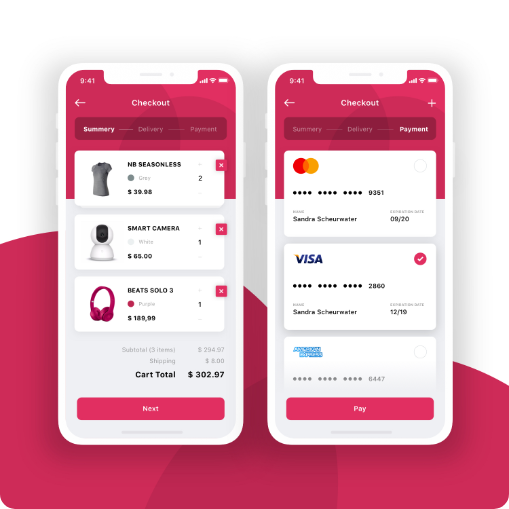 9:41
Checkout
Summery Delivery Payment
NB SEASONLESS
Grey
2
$ 39.98
SMART CAMERA
White
1
$ 65.00
BEATS SOLO 3
Purple
1
$ 189,99
Subtotal (3 items) $ 294.97
Shipping $ 8.00
Cart Total $ 302.97
Next
9:41
Checkout
Summery Delivery Payment
9351
NAME EXPIRATION DATE
Sandra Scheurwater 09/20
VISA
2860
NAME EXPIRATION DATE
Sandra Scheurwater 12/19
AMERICAN EXPRESS
6447
Pay